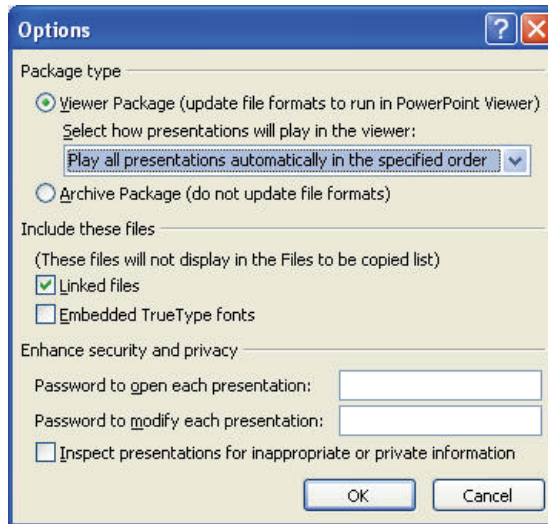 Options
Package type
Viewer Package (update file formats to run in PowerPoint Viewer)
Select how presentations will play in the viewer:
Play all presentations automatically in the specified order
Archive Package (do not update file formats)
Include these files
(These files will not display in the Files to be copied list)
Linked files
Embedded TrueType fonts
Enhance security and privacy
Password to open each presentation:
Password to modify each presentation:
Inspect presentations for inappropriate or private information
OK Cancel